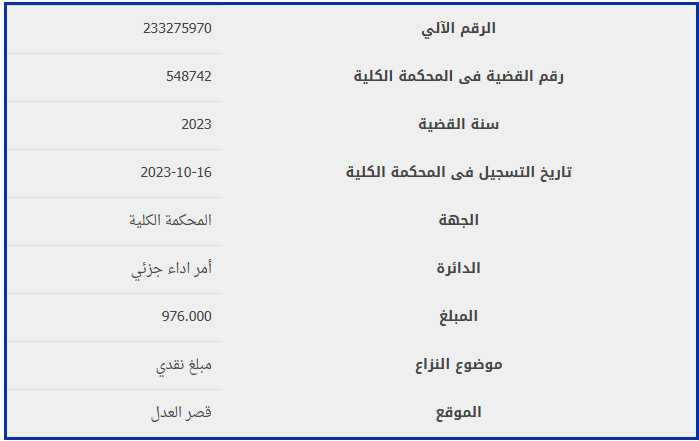 الرقم الآلي 233275970
رقم القضية فى المحكمة الكلية 548742
سنة القضية 2023
تاريخ التسجيل فى المحكمة الكلية 2023-10-16
الجهة المحكمة الكلية
الدائرة أمر اداء جزئي
المبلغ 976.000
موضوع النزاع مبلغ نقدي
الموقع قصر العدل